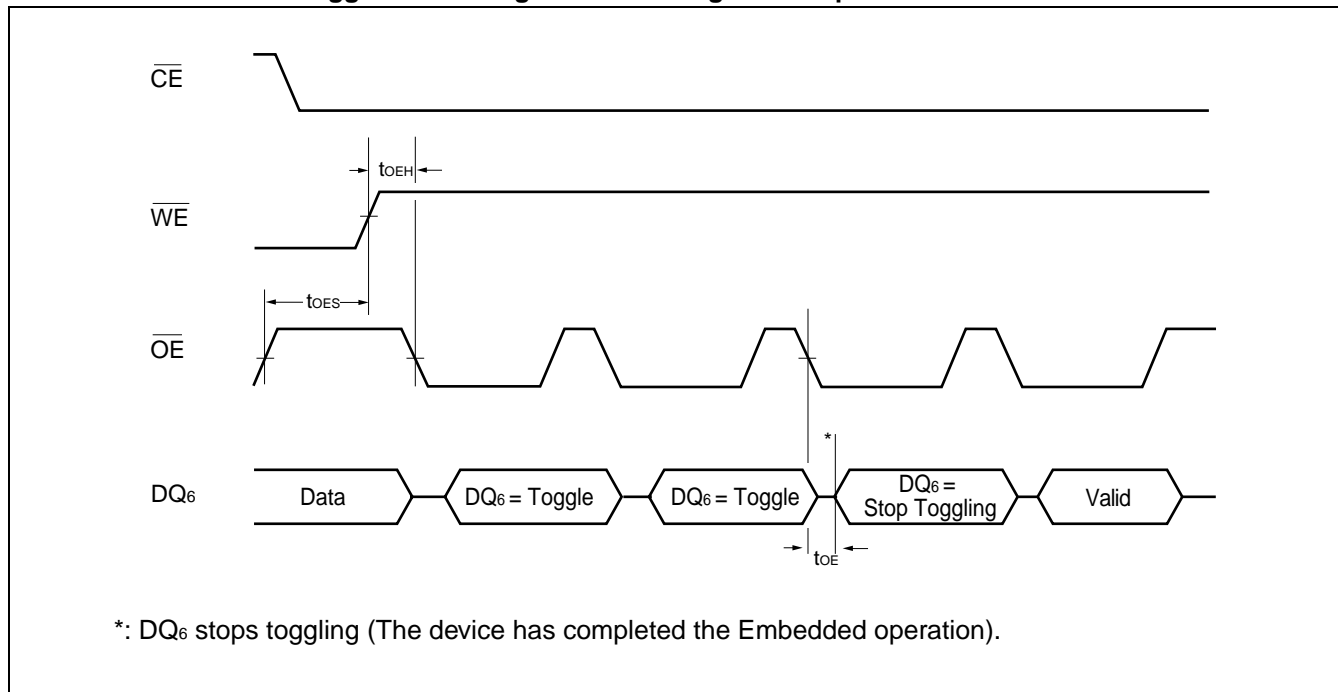 CE
tOEH
WE
tOES
OE
*
DQ6
Data
DQ6 = Toggle
DQ6 = Toggle
DQ6 =
Stop Toggling
Valid
tOE
*: DQ6 stops toggling (The device has completed the Embedded operation).